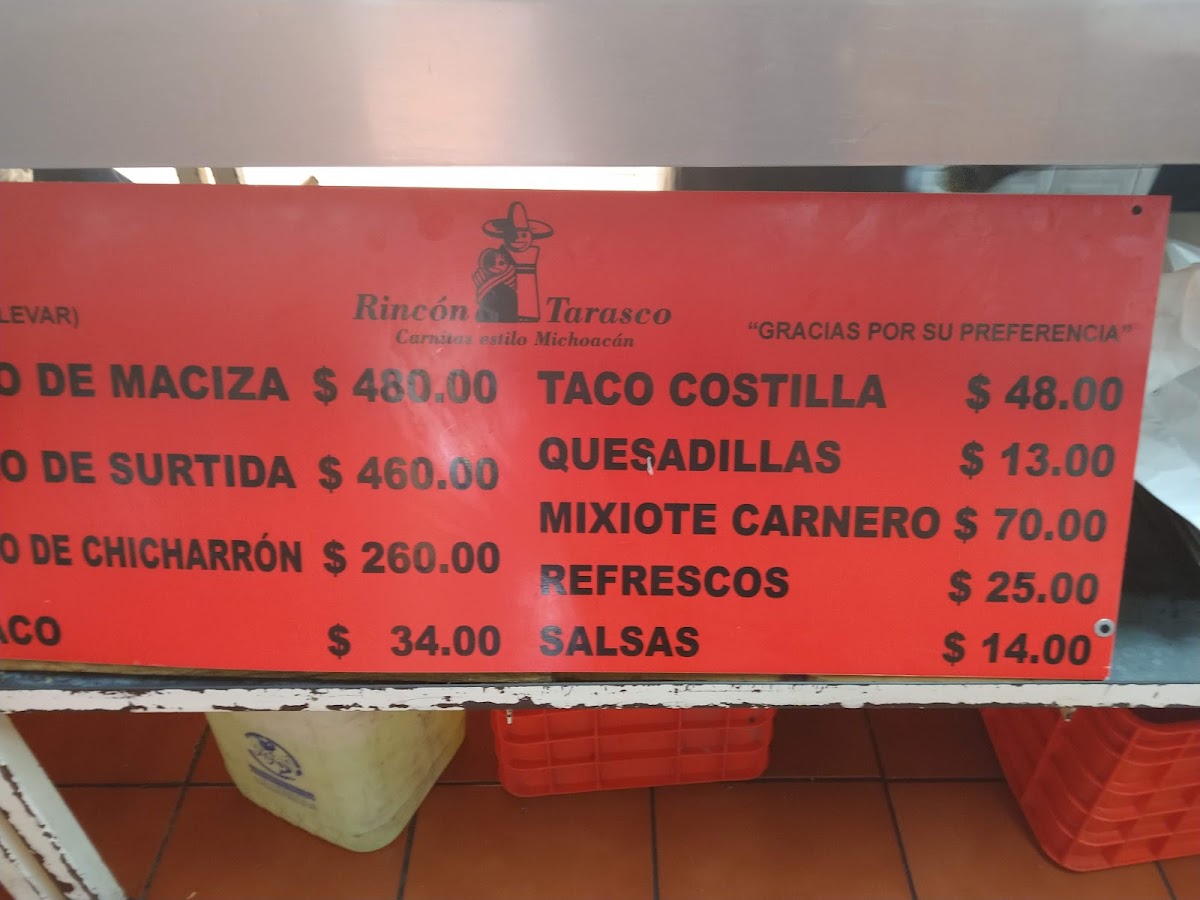 Rincón Tarasco
Carnitas estilo Michoacán
LEVAR)
"GRACIAS POR SU PREFERENCIA"
O DE MACIZA $ 480.00
O DE SURTIDA $ 460.00
O DE CHICHARRÓN $ 260.00
ACO $ 34.00
TACO COSTILLA $ 48.00
QUESADILLAS $ 13.00
MIXIOTE CARNERO $ 70.00
REFRESCOS $ 25.00
SALSAS $ 14.00